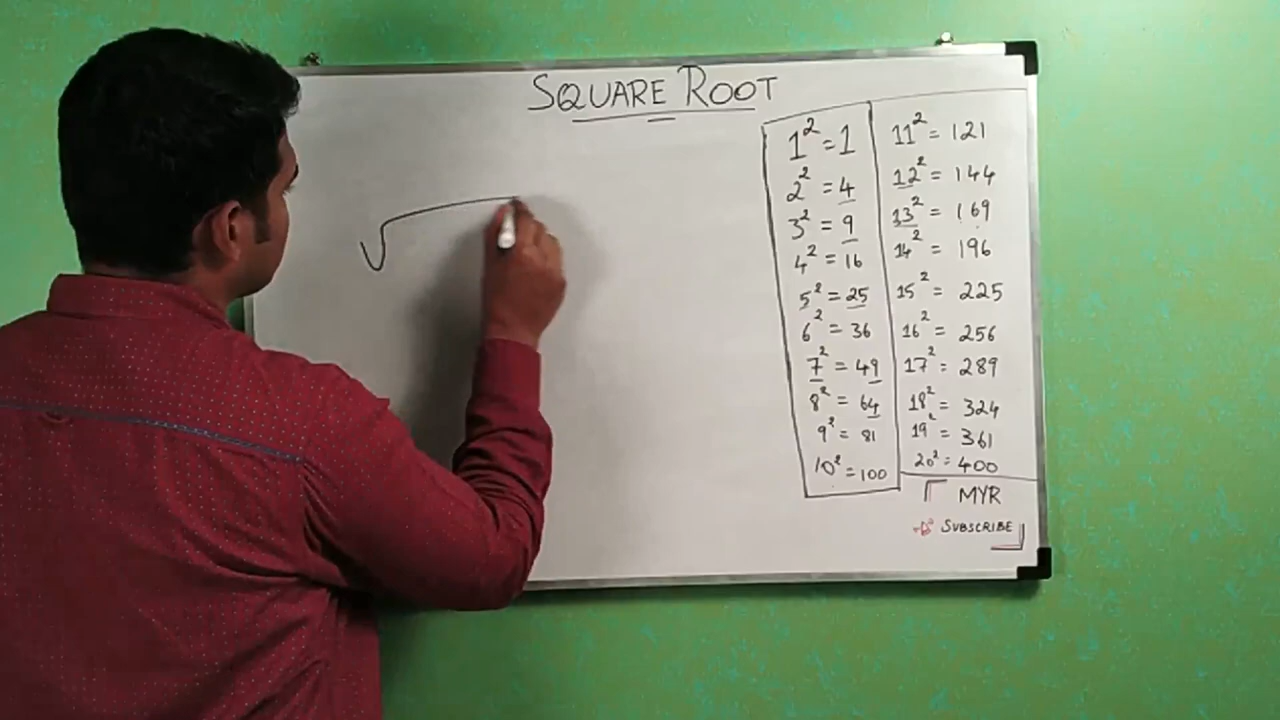 SQUARE ROOT
√
1² = 1
2² = 4
3² = 9
4² = 16
5² = 25
6² = 36
7² = 49
8² = 64
9² = 81
10² = 100
11² = 121
12² = 144
13² = 169
14² = 196
15² = 225
16² = 256
17² = 289
18² = 324
19² = 361
20² = 400
MYR
SUBSCRIBE